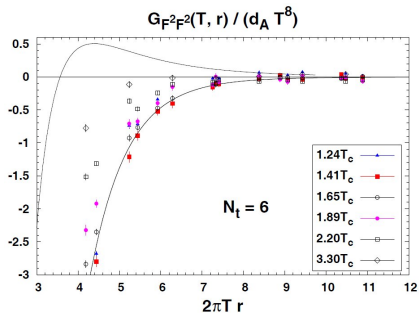 G_{F²F²}(T, r) / (d_A T⁸)
0.5
0
-0.5
-1
-1.5
-2
-2.5
-3
1.24T_c
1.41T_c
1.65T_c
1.89T_c
2.20T_c
3.30T_c
N_t = 6
3 4 5 6 7 8 9 10 11 12
2πT r